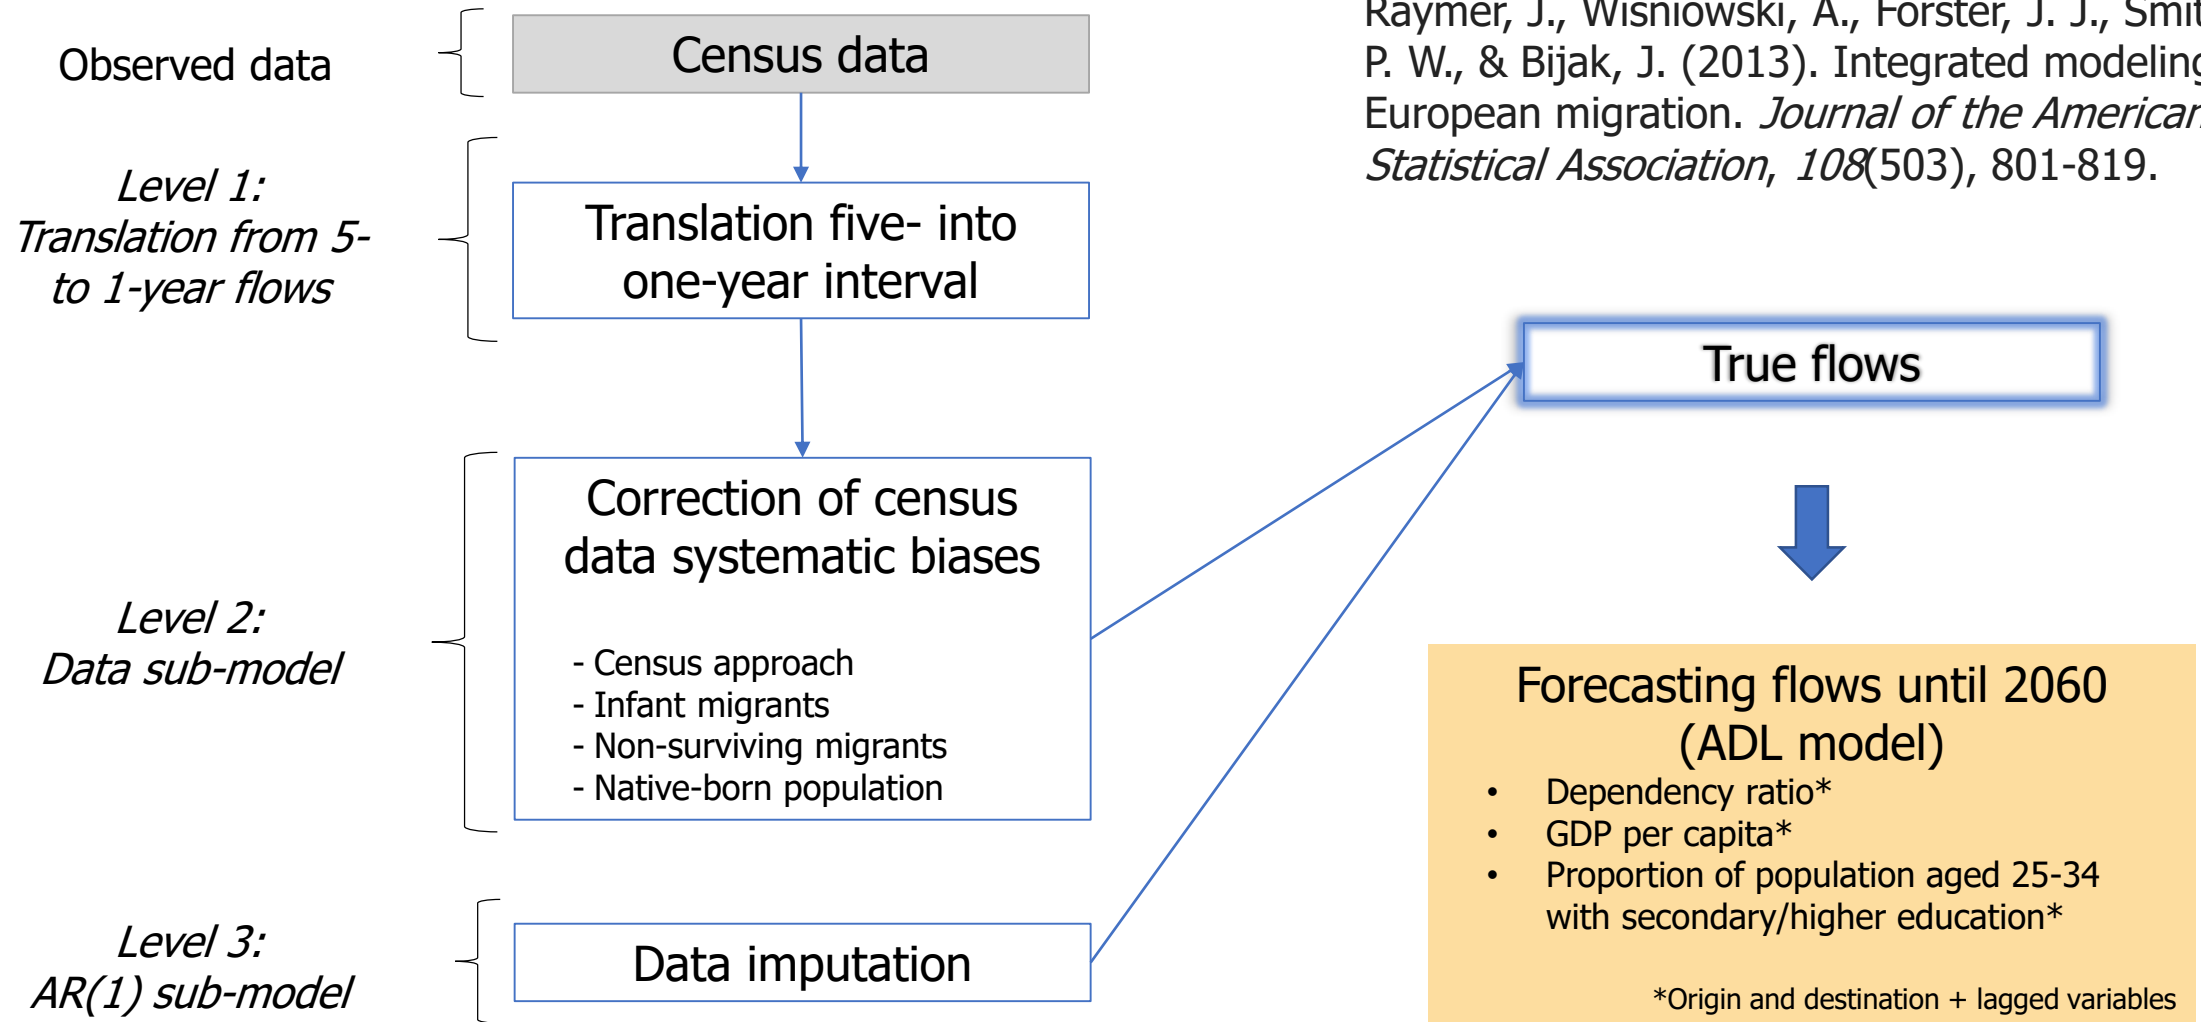 Observed data
Census data
Raymer, J., Wiśniowski, A., Forster, J. J., Smit
P. W., & Bijak, J. (2013). Integrated modeling
European migration. Journal of the American
Statistical Association, 108(503), 801-819.
Level 1:
Translation from 5-
to 1-year flows
Translation five- into
one-year interval
True flows
Level 2:
Data sub-model
Correction of census
data systematic biases
- Census approach
- Infant migrants
- Non-surviving migrants
- Native-born population
Forecasting flows until 2060
(ADL model)
• Dependency ratio*
• GDP per capita*
• Proportion of population aged 25-34
with secondary/higher education*
*Origin and destination + lagged variables
Level 3:
AR(1) sub-model
Data imputation